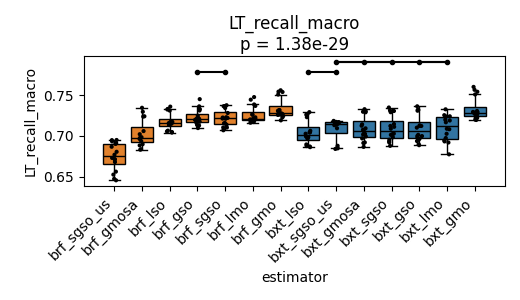 LT_recall_macro
p = 1.38e-29
LT_recall_macro
0.75
0.70
0.65
brf_sgso_us
brf_gmosa
brf_lso
brf_gso
brf_sgso
brf_lmo
brf_gmo
bxt_lso
bxt_sgso_us
bxt_gmosa
bxt_sgso
bxt_gso
bxt_lmo
bxt_gmo
estimator